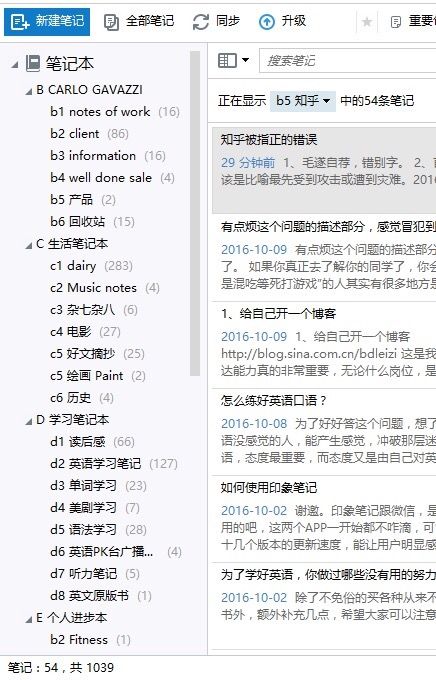 新建笔记 全部笔记 同步 升级 重要
笔记本
B CARLO GAVAZZI
b1 notes of work (16)
b2 client (86)
b3 information (16)
b4 well done sale (4)
b5 产品 (2)
b6 回收站 (15)
C 生活笔记本
c1 dairy (283)
c2 Music notes (4)
c3 杂七杂八 (6)
c4 电影 (27)
c5 好文摘抄 (25)
c5 绘画 Paint (2)
c6 历史 (4)
D 学习笔记本
d1 读后感 (66)
d2 英语学习笔记 (127)
d3 单词学习 (23)
d4 美剧学习 (7)
d5 语法学习 (28)
d6 英语PK台广播... (4)
d7 听力笔记 (5)
d8 英文原版书 (1)
E 个人进步本
b2 Fitness (1)
笔记：54，共 1039
搜索笔记
正在显示 b5 知乎 中的54条笔记
知乎被指正的错误
29 分钟前 1、毛遂自荐，错别字。 2、
该是比喻最先受到攻击或遭到灾难。2016
有点烦这个问题的描述部分，感觉冒犯到
2016-10-09 有点烦这个问题的描述部分
了。 如果你真正去了解你的同学了，你会
是混吃等死打游戏"的人其实有很多地方是
1、给自己开一个博客
2016-10-09 1、给自己开一个博客
http://blog.sina.com.cn/bdleizi 这是我
达能力真的非常重要，无论什么岗位，是
怎么练好英语口语？
2016-10-08 为了好好答这个问题，想了
语没感觉的人，能产生感觉，冲破那层迷
语，态度最重要，而态度又是由自己对英
如何使用印象笔记
2016-10-02 谢邀。印象笔记跟微信，是
用的吧，这两个APP一开始都不咋滴，可
十几个版本的更新速度，能让用户明显感
为了学好英语，你做过哪些没有用的努力
2016-10-02 除了不免俗的买各种从来不
书外，额外补充几点，希望大家可以注意